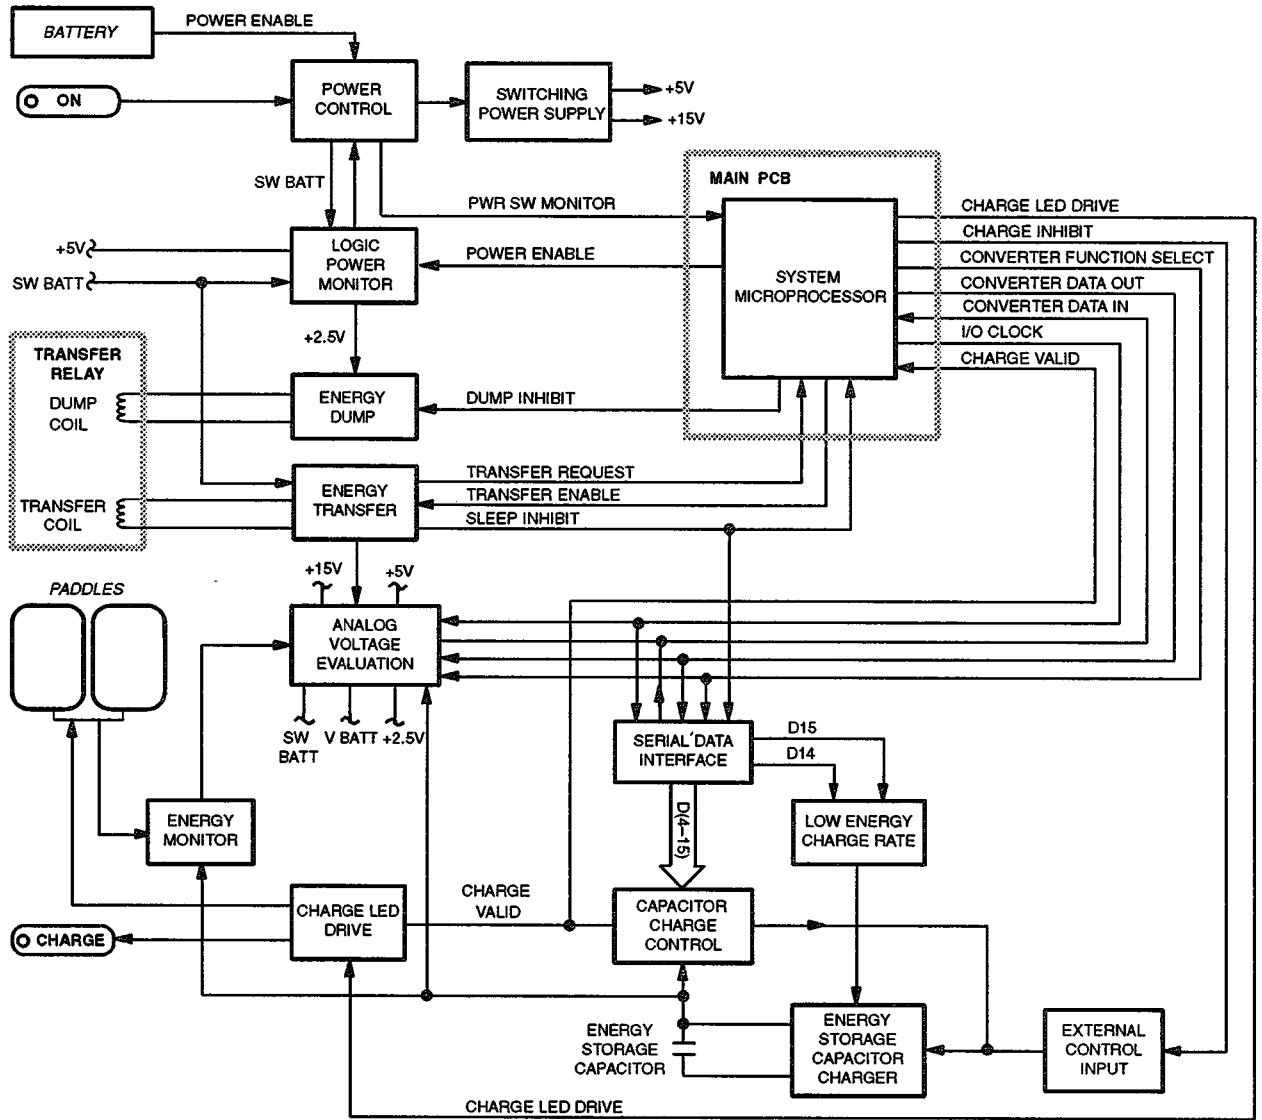 BATTERY
POWER ENABLE
ON
POWER
CONTROL
SWITCHING
POWER SUPPLY
+5V
+15V
SW BATT
PWR SW MONITOR
MAIN PCB
SYSTEM
MICROPROCESSOR
CHARGE LED DRIVE
CHARGE INHIBIT
CONVERTER FUNCTION SELECT
CONVERTER DATA OUT
CONVERTER DATA IN
I/O CLOCK
CHARGE VALID
+5V
SW BATT
LOGIC
POWER
MONITOR
POWER ENABLE
+2.5V
TRANSFER
RELAY
DUMP
COIL
TRANSFER
COIL
ENERGY
DUMP
DUMP INHIBIT
ENERGY
TRANSFER
TRANSFER REQUEST
TRANSFER ENABLE
SLEEP INHIBIT
+15V
+5V
PADDLES
ANALOG
VOLTAGE
EVALUATION
SW
BATT
V BATT
+2.5V
SERIAL DATA
INTERFACE
D15
D14
D(4–15)
LOW ENERGY
CHARGE RATE
ENERGY
MONITOR
CHARGE LED
DRIVE
CHARGE
VALID
CAPACITOR
CHARGE
CONTROL
CHARGE
ENERGY
STORAGE
CAPACITOR
ENERGY
STORAGE
CAPACITOR
CHARGER
EXTERNAL
CONTROL
INPUT
CHARGE LED DRIVE